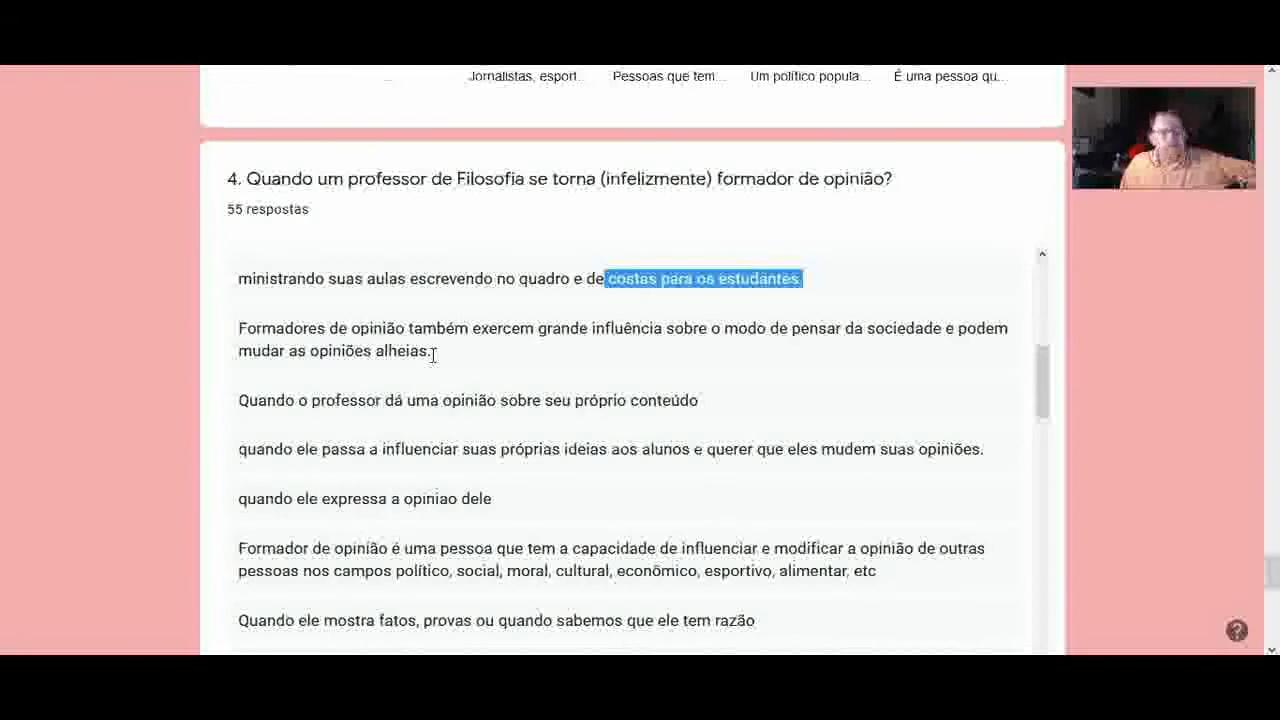 Jornalistas, esport... Pessoas que tem... Um político popula... É uma pessoa qu...
4. Quando um professor de Filosofia se torna (infelizmente) formador de opinião?
55 respostas
ministrando suas aulas escrevendo no quadro e de costas para os estudantes
Formadores de opinião também exercem grande influência sobre o modo de pensar da sociedade e podem
mudar as opiniões alheias.
Quando o professor dá uma opinião sobre seu próprio conteúdo
quando ele passa a influenciar suas próprias ideias aos alunos e querer que eles mudem suas opiniões.
quando ele expressa a opiniao dele
Formador de opinião é uma pessoa que tem a capacidade de influenciar e modificar a opinião de outras
pessoas nos campos político, social, moral, cultural, econômico, esportivo, alimentar, etc
Quando ele mostra fatos, provas ou quando sabemos que ele tem razão